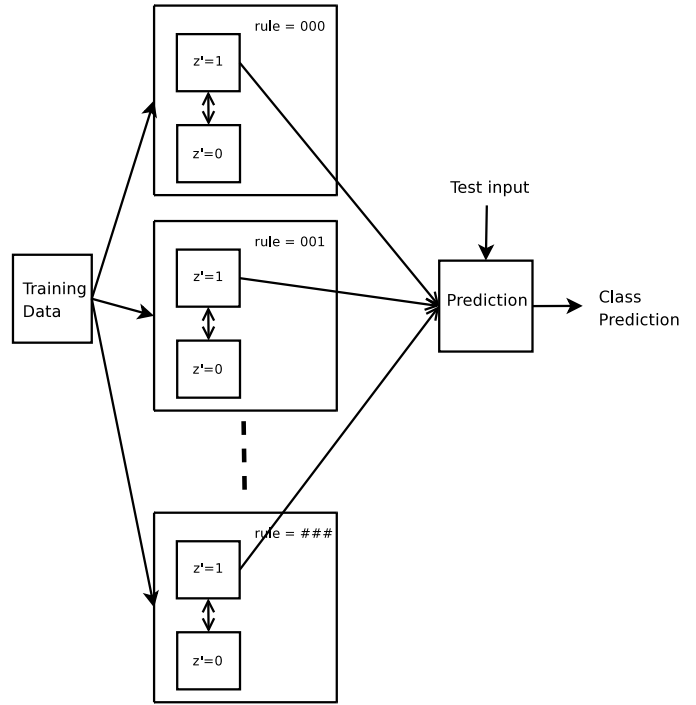 rule = 000
z'=1
z'=0
Test input
rule = 001
z'=1
z'=0
Training
Data
Prediction
Class
Prediction
rule = ###
z'=1
z'=0